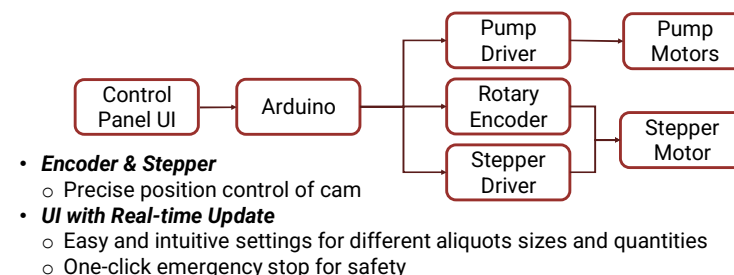 Pump
Driver
Pump
Motors
Control
Panel UI
Arduino
Rotary
Encoder
Stepper
Driver
Stepper
Motor
• Encoder & Stepper
○ Precise position control of cam
• UI with Real-time Update
○ Easy and intuitive settings for different aliquots sizes and quantities
○ One-click emergency stop for safety